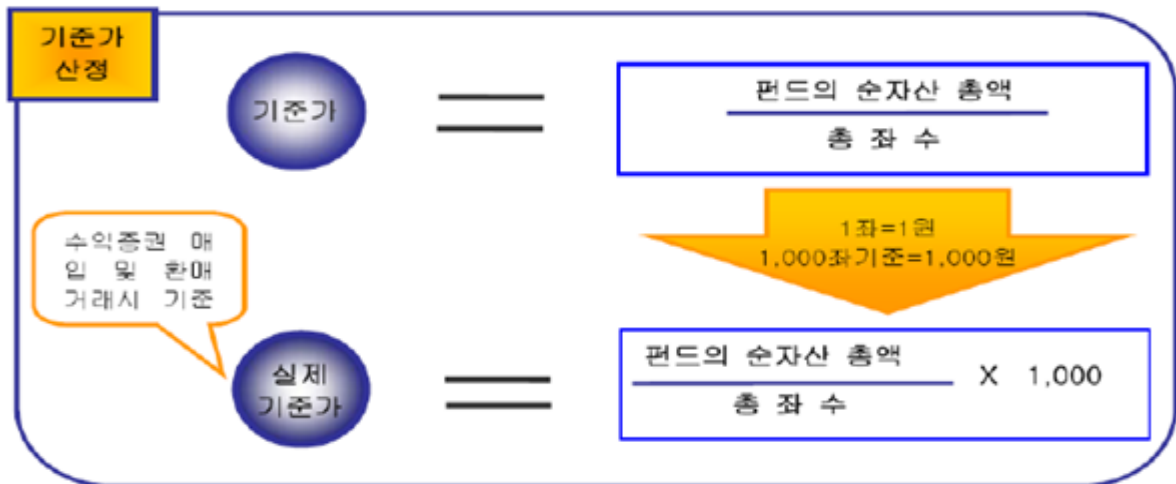 기준가
산정
기준가
펀드의 순자산 총액
총 좌 수
1좌=1원
1,000좌기준=1,000원
수익증권 매
입 및 환매
거래시 기준
실제
기준가
펀드의 순자산 총액
총 좌 수
X 1,000